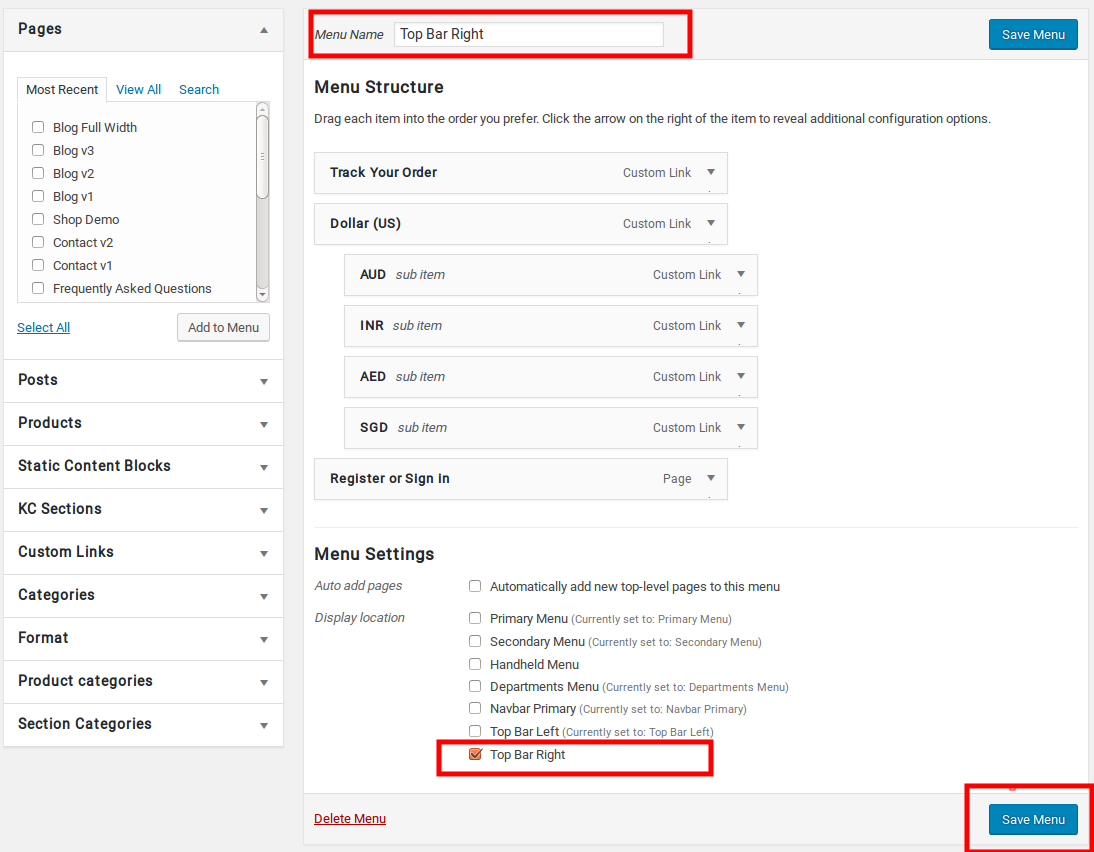 Pages
Most Recent View All Search
Blog Full Width
Blog v3
Blog v2
Blog v1
Shop Demo
Contact v2
Contact v1
Frequently Asked Questions
Select All Add to Menu
Posts
Products
Static Content Blocks
KC Sections
Custom Links
Categories
Format
Product categories
Section Categories
Menu Name Top Bar Right Save Menu
Menu Structure
Drag each item into the order you prefer. Click the arrow on the right of the item to reveal additional configuration options.
Track Your Order Custom Link
Dollar (US) Custom Link
AUD sub item Custom Link
INR sub item Custom Link
AED sub item Custom Link
SGD sub item Custom Link
Register or Sign In Page
Menu Settings
Auto add pages Automatically add new top-level pages to this menu
Display location Primary Menu (Currently set to: Primary Menu)
Secondary Menu (Currently set to: Secondary Menu)
Handheld Menu
Departments Menu (Currently set to: Departments Menu)
Navbar Primary (Currently set to: Navbar Primary)
Top Bar Left (Currently set to: Top Bar Left)
Top Bar Right
Delete Menu Save Menu